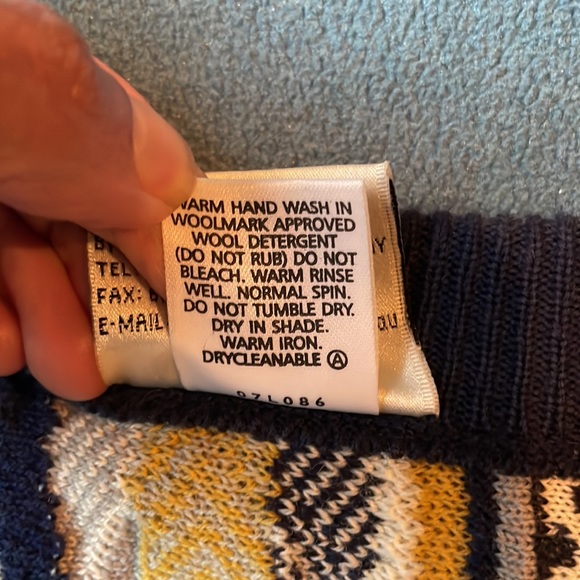 WARM HAND WASH IN
WOOLMARK APPROVED
WOOL DETERGENT
(DO NOT RUB) DO NOT
BLEACH. WARM RINSE
WELL. NORMAL SPIN.
DO NOT TUMBLE DRY.
DRY IN SHADE.
WARM IRON.
DRYCLEANABLE Ⓐ
07L086
TEL
FAX:
E-MAIL